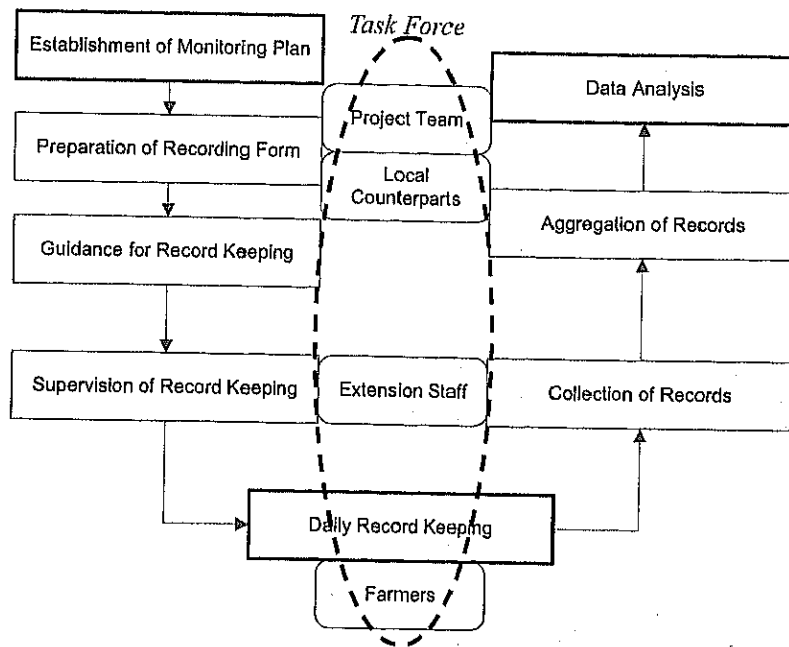 Task Force
Establishment of Monitoring Plan
Data Analysis
Project Team
Preparation of Recording Form
Local
Counterparts
Aggregation of Records
Guidance for Record Keeping
Supervision of Record Keeping
Extension Staff
Collection of Records
Daily Record Keeping
Farmers